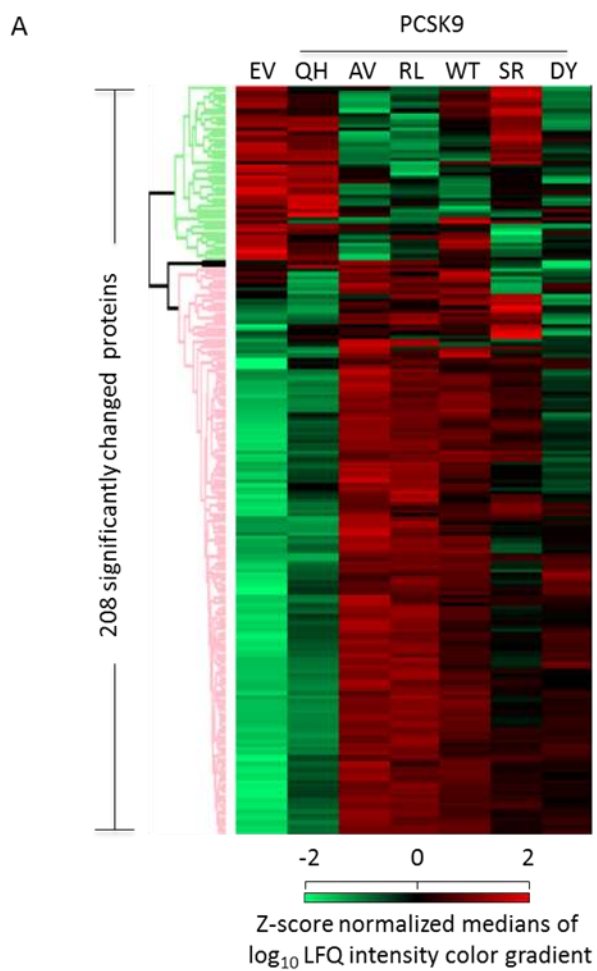 A
PCSK9
EV QH AV RL WT SR DY
208 significantly changed proteins
-2 0 2
Z-score normalized medians of
log₁₀ LFQ intensity color gradient